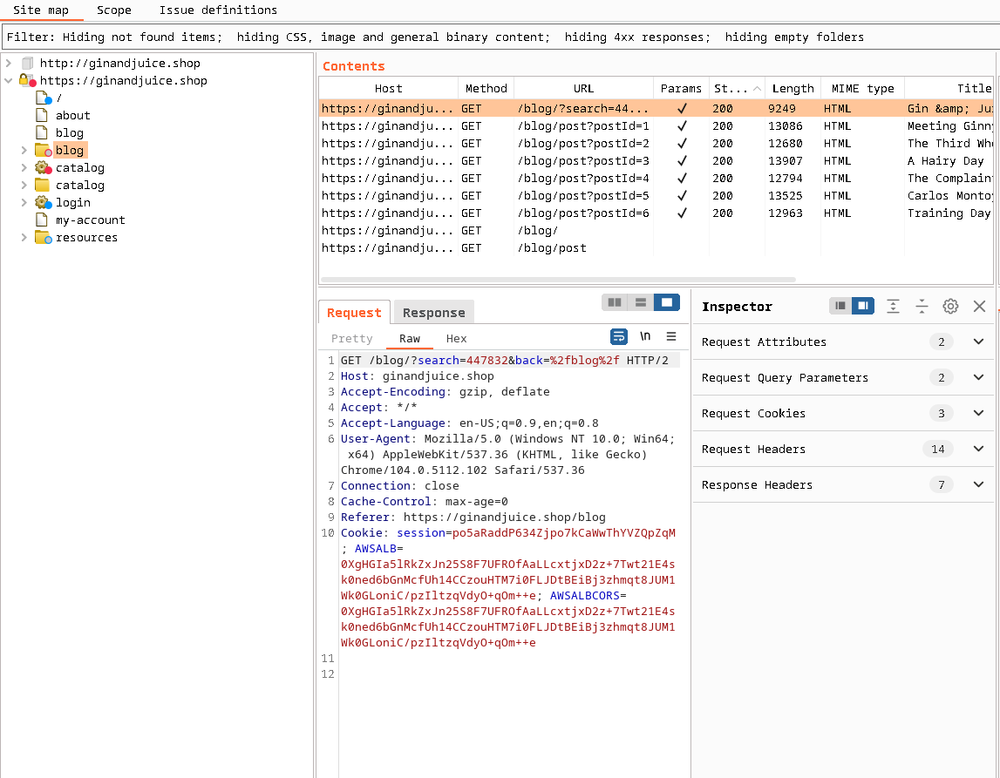 Site map Scope Issue definitions
Filter: Hiding not found items; hiding CSS, image and general binary content; hiding 4xx responses; hiding empty folders
http://ginandjuice.shop
https://ginandjuice.shop
/
about
blog
blog
catalog
catalog
login
my-account
resources
Contents
Host Method URL Params St... Length MIME type Title
https://ginandju... GET /blog/?search=44... ✓ 200 9249 HTML Gin &amp; Jui
https://ginandju... GET /blog/post?postId=1 ✓ 200 13086 HTML Meeting Ginny
https://ginandju... GET /blog/post?postId=2 ✓ 200 12680 HTML The Third Whe
https://ginandju... GET /blog/post?postId=3 ✓ 200 13907 HTML A Hairy Day
https://ginandju... GET /blog/post?postId=4 ✓ 200 12794 HTML The Complain
https://ginandju... GET /blog/post?postId=5 ✓ 200 13525 HTML Carlos Monto
https://ginandju... GET /blog/post?postId=6 ✓ 200 12963 HTML Training Day
https://ginandju... GET /blog/
https://ginandju... GET /blog/post
Request Response
Pretty Raw Hex \n
1 GET /blog/?search=447832&back=%2fblog%2f HTTP/2
2 Host: ginandjuice.shop
3 Accept-Encoding: gzip, deflate
4 Accept: */*
5 Accept-Language: en-US;q=0.9,en;q=0.8
6 User-Agent: Mozilla/5.0 (Windows NT 10.0; Win64;
x64) AppleWebKit/537.36 (KHTML, like Gecko)
Chrome/104.0.5112.102 Safari/537.36
7 Connection: close
8 Cache-Control: max-age=0
9 Referer: https://ginandjuice.shop/blog
10 Cookie: session=po5aRaddP634Zjpo7kCaWwThYVZQpZqM
; AWSALB=
0XgHGIa5lRkZxJn25S8F7UFROfAaLLcxtjxD2z+7Twt21E4s
k0ned6bGnMcfUh14CCzouHTM7i0FLJDtBEiBj3zhmqt8JUM1
Wk0GLoniC/pzIltzqVdyO+qOm++e; AWSALBCORS=
0XgHGIa5lRkZxJn25S8F7UFROfAaLLcxtjxD2z+7Twt21E4s
k0ned6bGnMcfUh14CCzouHTM7i0FLJDtBEiBj3zhmqt8JUM1
Wk0GLoniC/pzIltzqVdyO+qOm++e
11
12
Inspector
Request Attributes 2
Request Query Parameters 2
Request Cookies 3
Request Headers 14
Response Headers 7